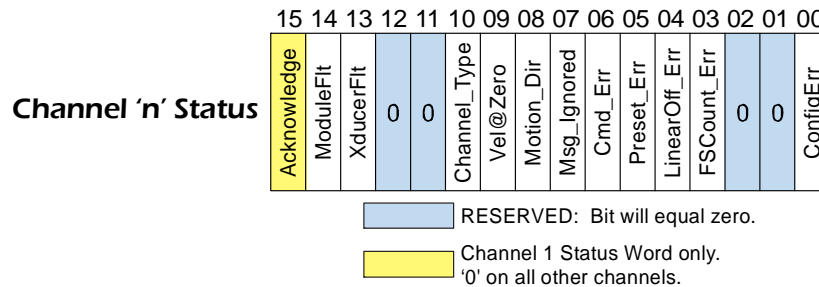 15 14 13 12 11 10 09 08 07 06 05 04 03 02 01 00
Channel ‘n’ Status
Acknowledge
ModuleFlt
XducerFlt
0
0
Channel_Type
Vel@Zero
Motion_Dir
Msg_Ignored
Cmd_Err
Preset_Err
LinearOff_Err
FSCount_Err
0
0
ConfigErr
RESERVED: Bit will equal zero.
Channel 1 Status Word only.
‘0’ on all other channels.